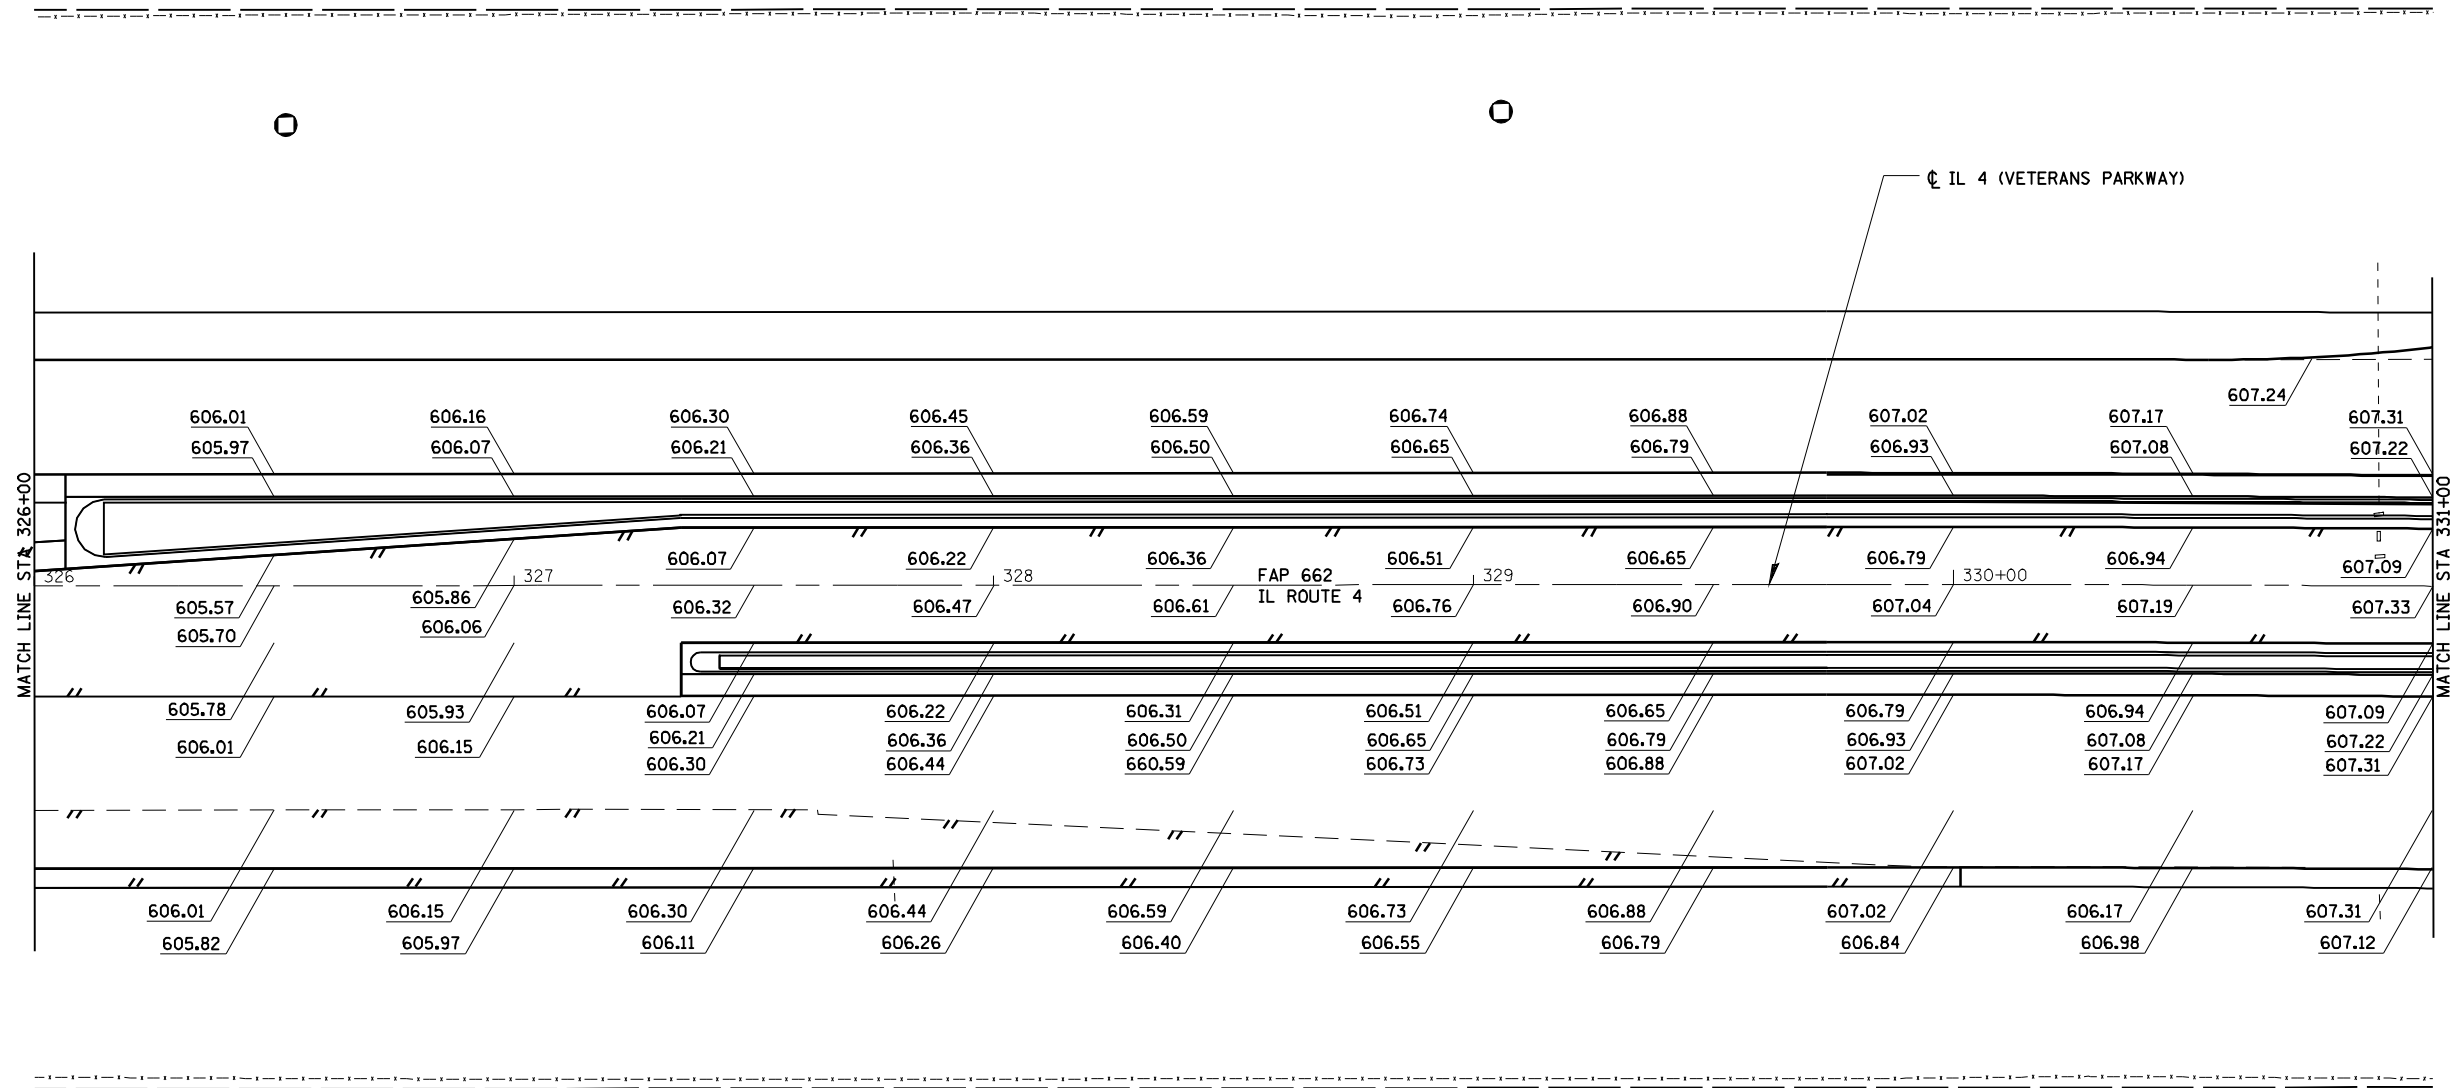 ℄ IL 4 (VETERANS PARKWAY)
607.24
606.01 606.16 606.30 606.45 606.59 606.74 606.88 607.02 607.17 607.31
605.97 606.07 606.21 606.36 606.50 606.65 606.79 606.93 607.08 607.22
MATCH LINE STA 326+00
MATCH LINE STA 331+00
606.07 606.22 606.36 606.51 606.65 606.79 606.94 607.09
326 327 328 329 330+00
FAP 662
IL ROUTE 4
605.57 605.86 606.32 606.47 606.61 606.76 606.90 607.04 607.19 607.33
605.70 606.06
605.78 605.93 606.07 606.22 606.31 606.51 606.65 606.79 606.94 607.09
606.21 606.36 606.50 606.65 606.79 606.93 607.08 607.22
606.01 606.15 606.30 606.44 660.59 606.73 606.88 607.02 607.17 607.31
606.01 606.15 606.30 606.44 606.59 606.73 606.88 607.02 606.17 607.31
605.82 605.97 606.11 606.26 606.40 606.55 606.79 606.84 606.98 607.12